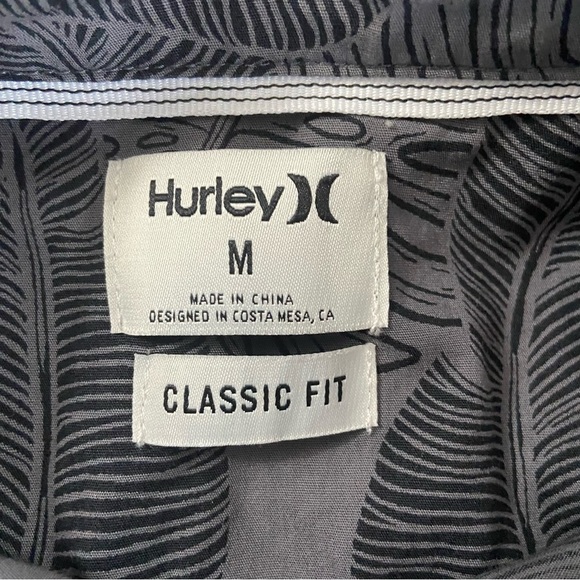 Hurley
M
MADE IN CHINA
DESIGNED IN COSTA MESA, CA
CLASSIC FIT